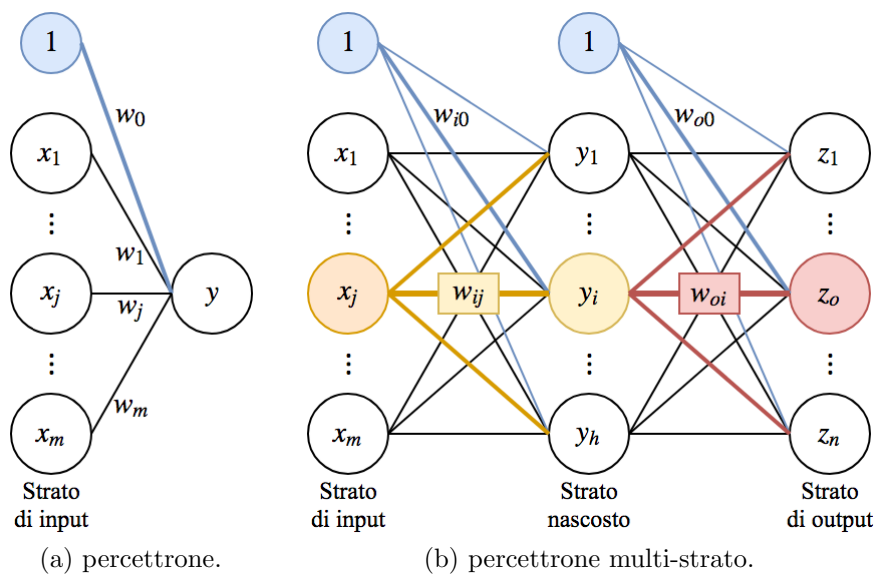 1
w0
x1
⋮
w1
xj
wj
y
⋮
wm
xm
Strato
di input
(a) percettrone.
1
1
wi0
wo0
x1
y1
z1
⋮
⋮
⋮
xj
wij
yi
woi
zo
⋮
⋮
⋮
xm
yh
zn
Strato
di input
Strato
nascosto
Strato
di output
(b) percettrone multi-strato.